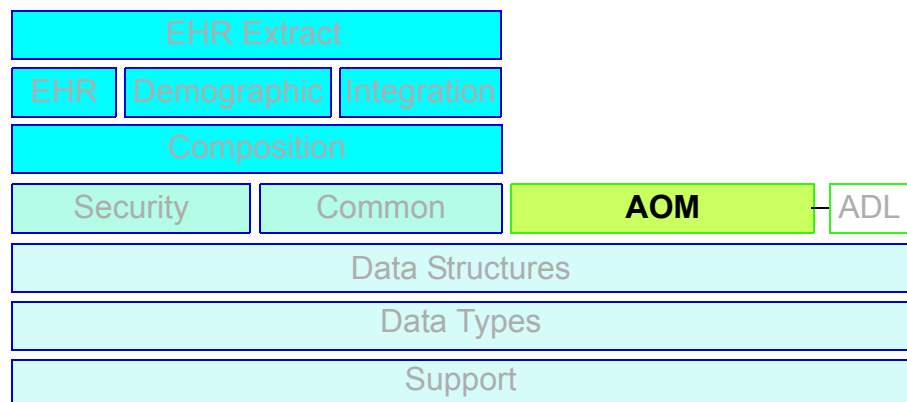 EHR Extract
EHR Demographic Integration
Composition
Security Common AOM ADL
Data Structures
Data Types
Support